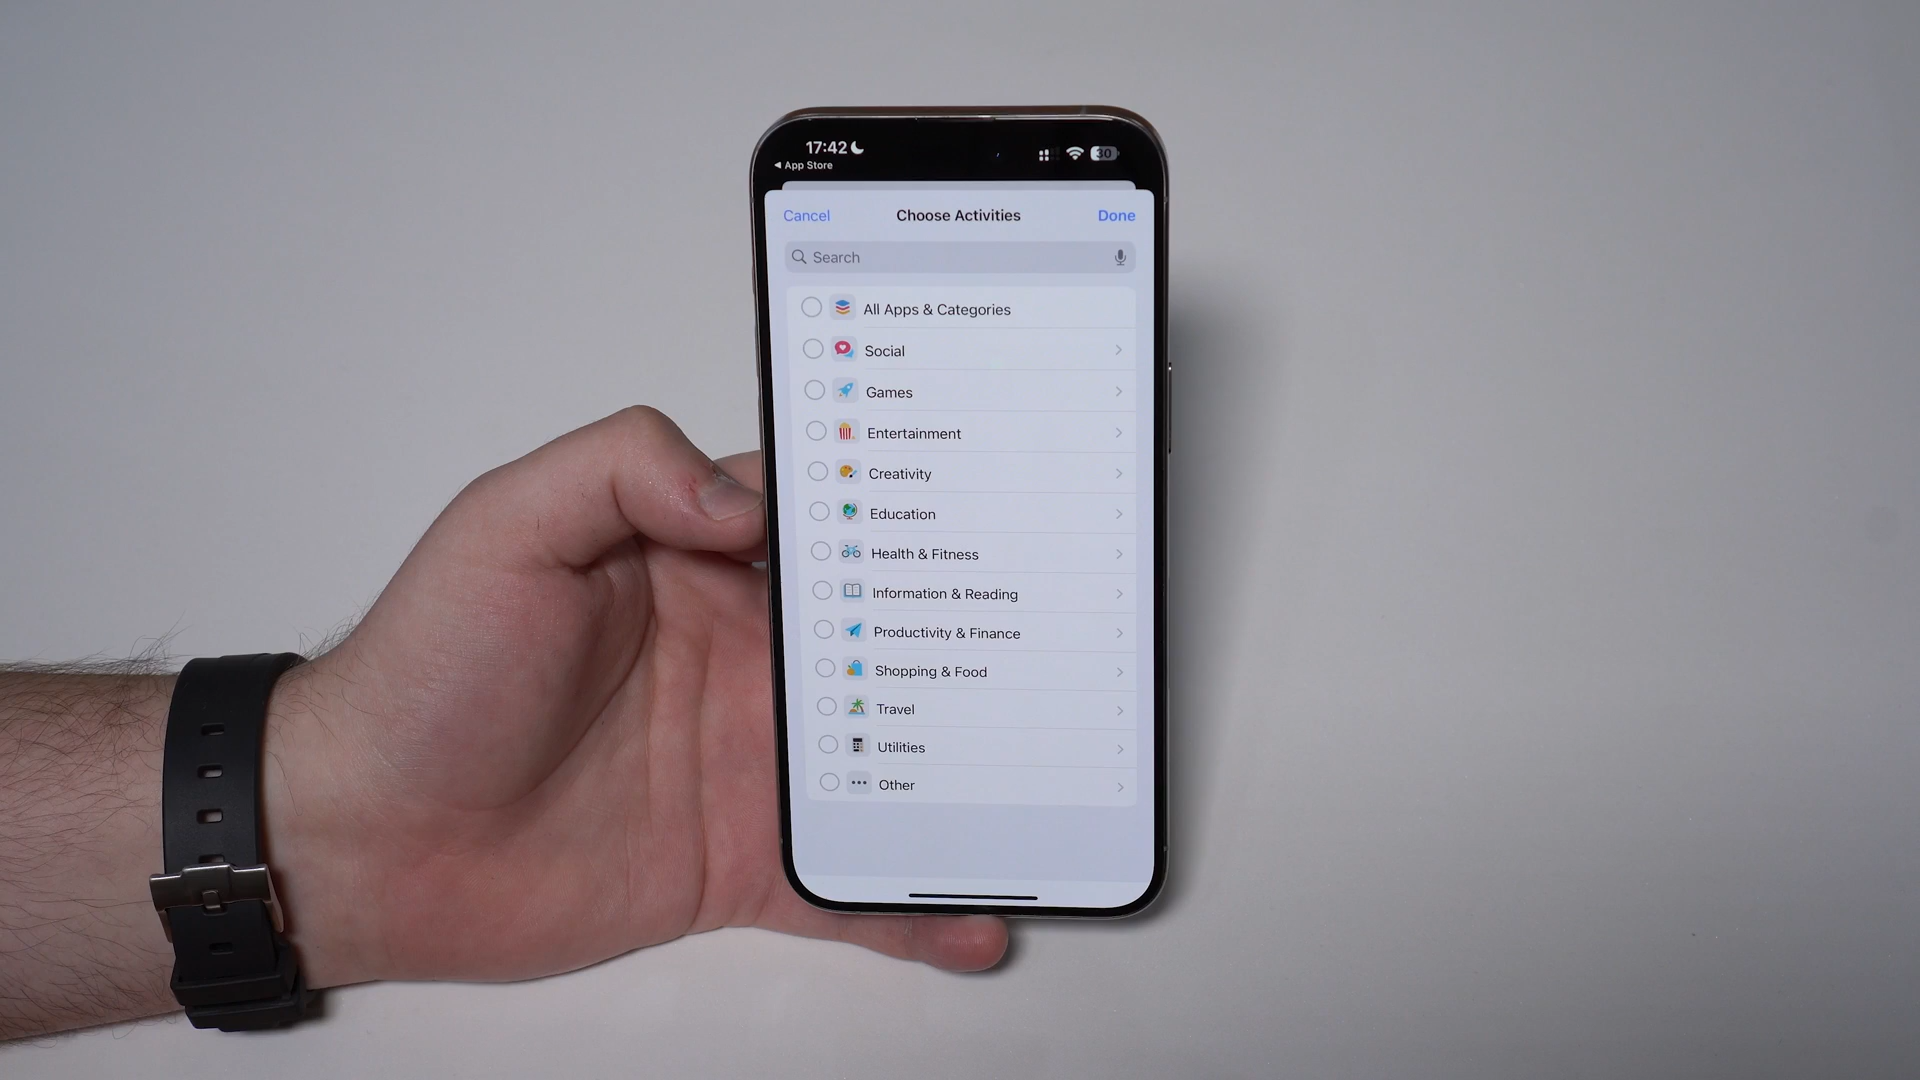 17:42
30
◀ App Store
Cancel
Choose Activities
Done
Search
All Apps & Categories
Social
Games
Entertainment
Creativity
Education
Health & Fitness
Information & Reading
Productivity & Finance
Shopping & Food
Travel
Utilities
Other